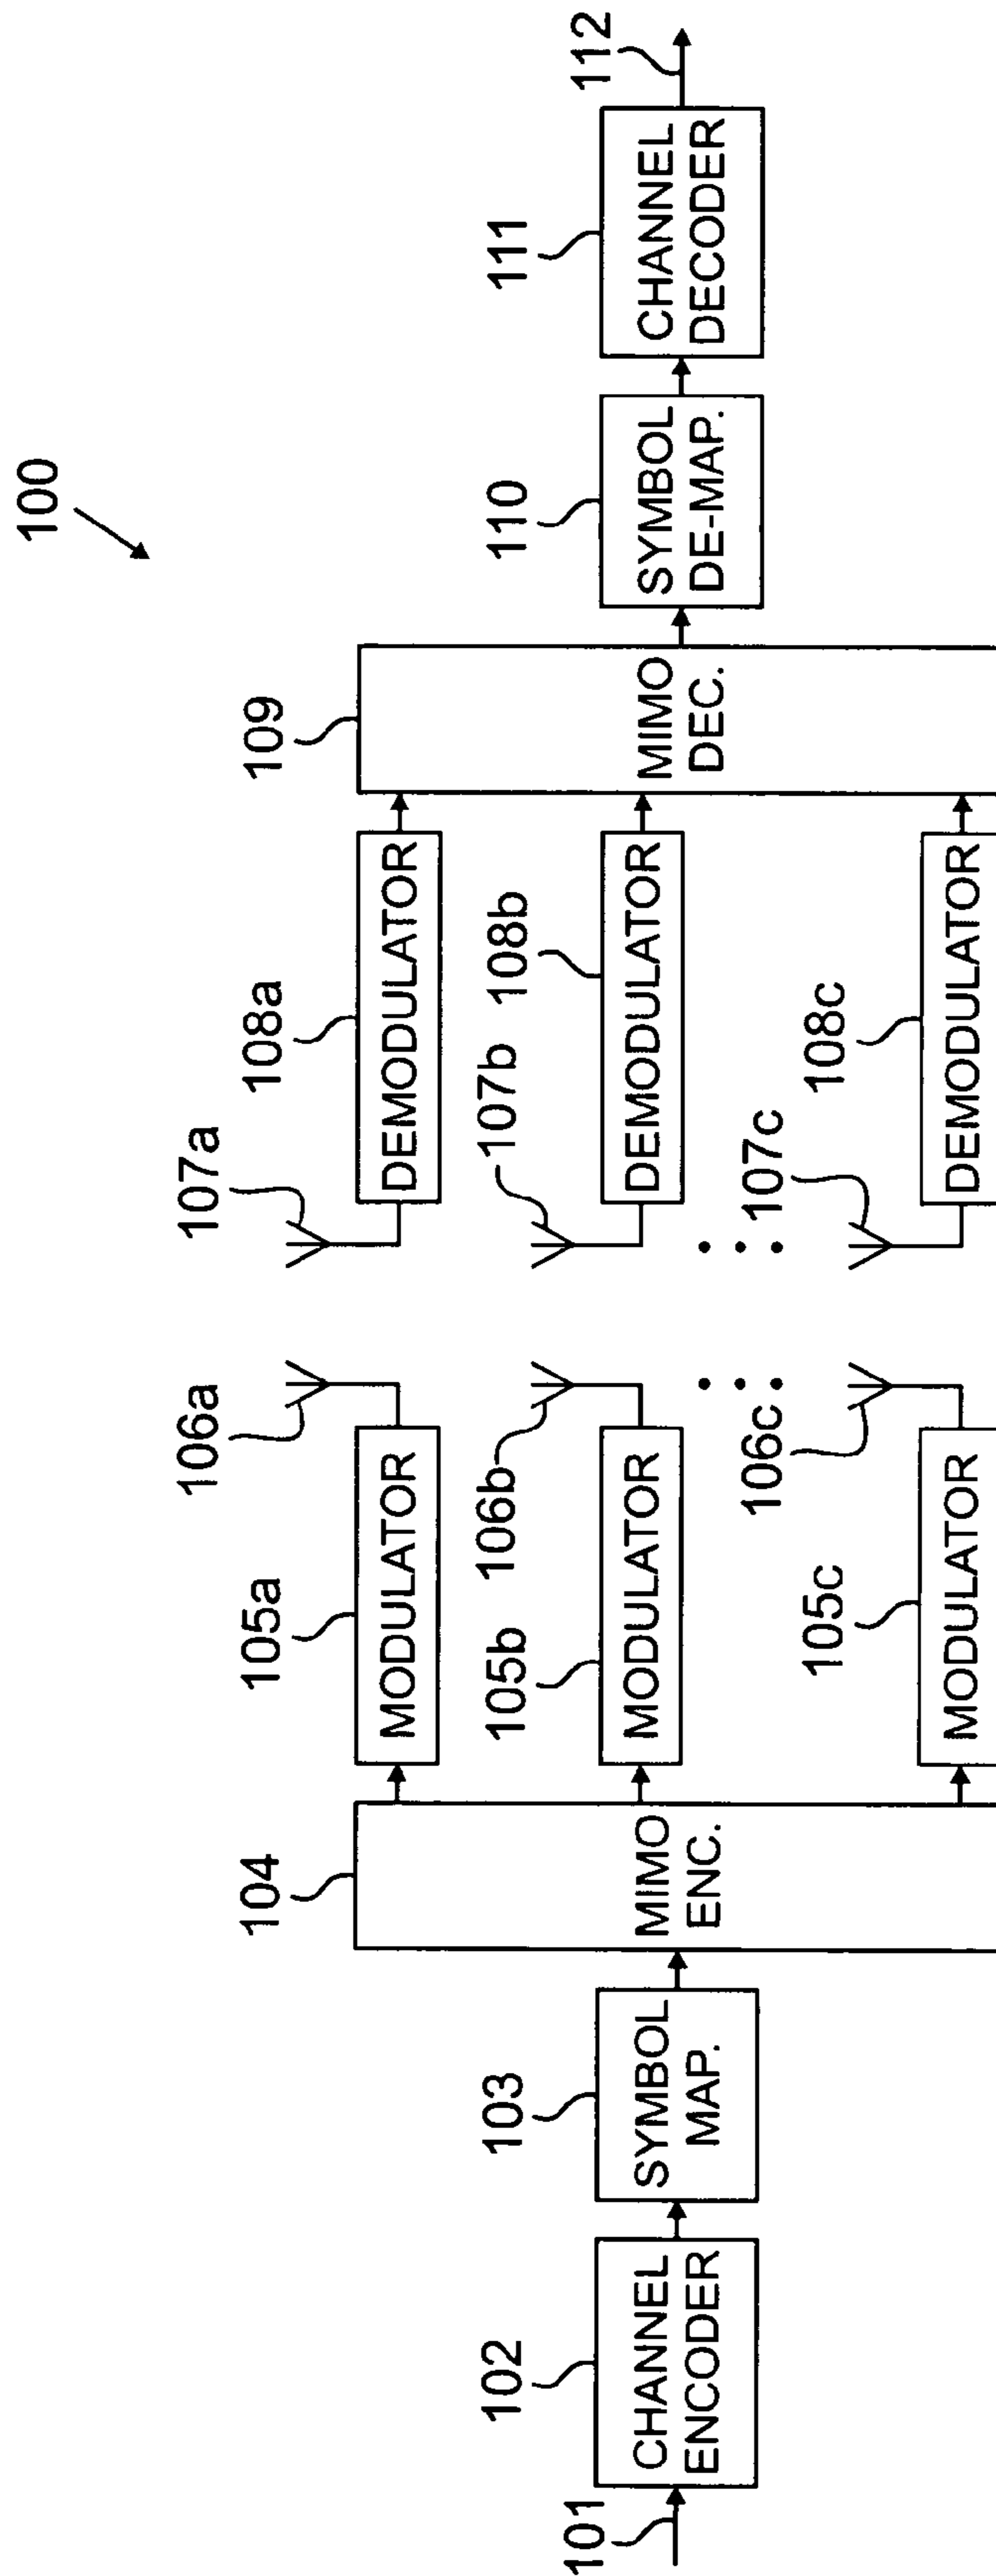 100
101
102
CHANNEL
ENCODER
103
SYMBOL
MAP.
104
MIMO
ENC.
105a
MODULATOR
106a
105b
MODULATOR
106b
105c
MODULATOR
106c
107a
108a
DEMODULATOR
107b
108b
DEMODULATOR
107c
108c
DEMODULATOR
109
MIMO
DEC.
110
SYMBOL
DE-MAP.
111
CHANNEL
DECODER
112